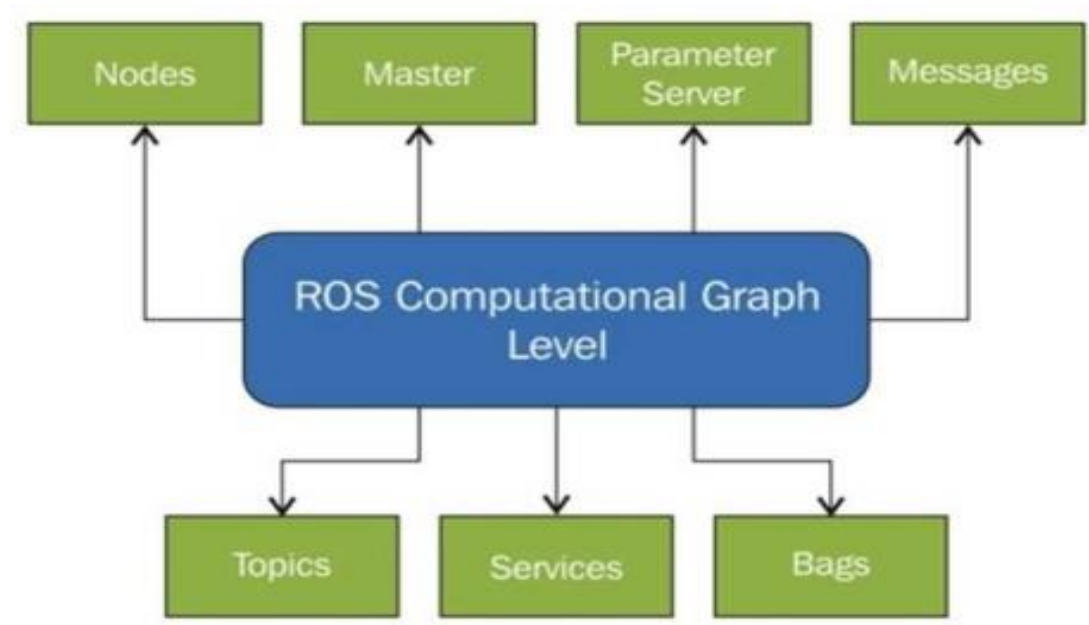 Nodes
Master
Parameter
Server
Messages
ROS Computational Graph
Level
Topics
Services
Bags